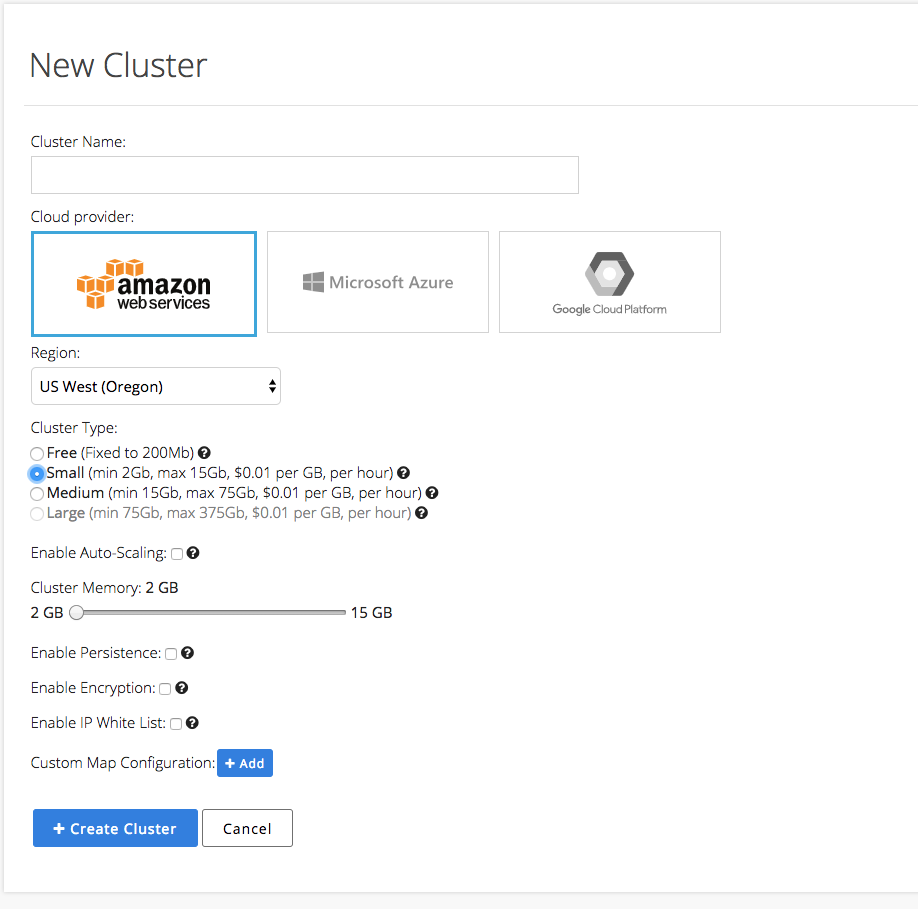 New Cluster
Cluster Name:
Cloud provider:
amazon
web services
Microsoft Azure
Google Cloud Platform
Region:
US West (Oregon)
Cluster Type:
Free (Fixed to 200Mb) ?
Small (min 2Gb, max 15Gb, $0.01 per GB, per hour) ?
Medium (min 15Gb, max 75Gb, $0.01 per GB, per hour) ?
Large (min 75Gb, max 375Gb, $0.01 per GB, per hour) ?
Enable Auto-Scaling: ?
Cluster Memory: 2 GB
2 GB 15 GB
Enable Persistence: ?
Enable Encryption: ?
Enable IP White List: ?
Custom Map Configuration: + Add
+ Create Cluster Cancel